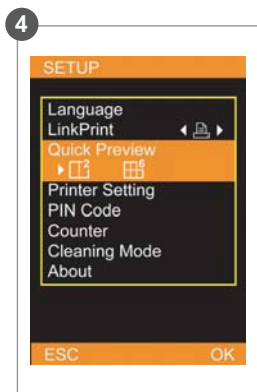 4
SETUP
Language
LinkPrint
Quick Preview
2 6
Printer Setting
PIN Code
Counter
Cleaning Mode
About
ESC OK